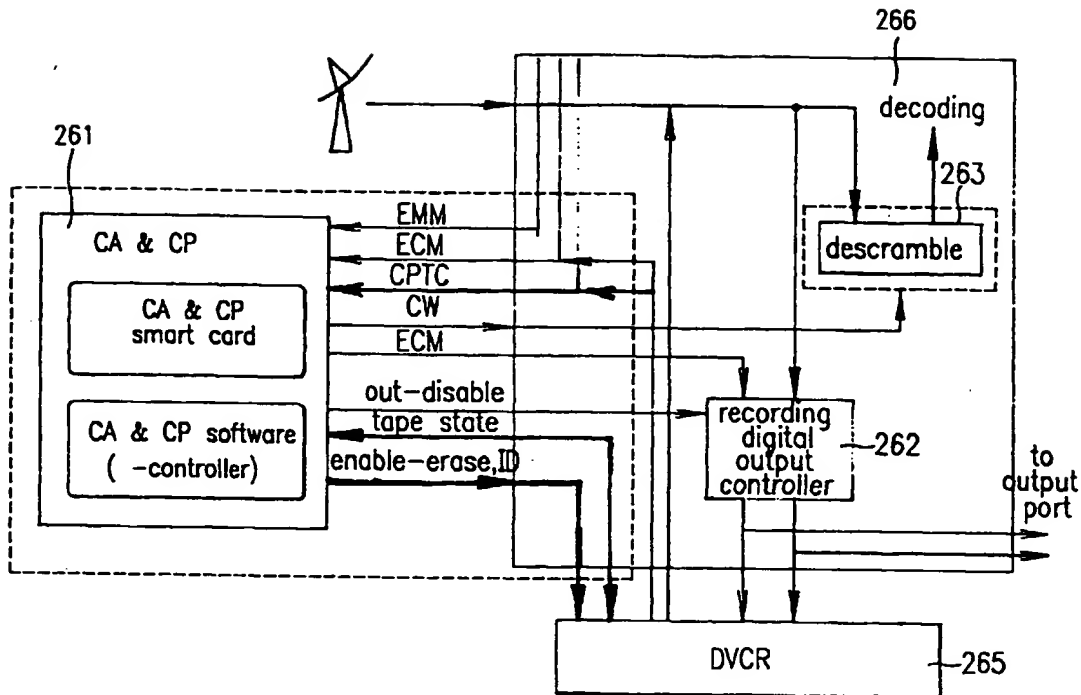 266
decoding
261
263
EMM
CA & CP
ECM
descramble
CPTC
CA & CP
smart card
CW
ECM
out-disable
tape state
CA & CP software
( -controller)
enable-erase,ID
recording
digital
output
controller
262
to
output
port
DVCR
265